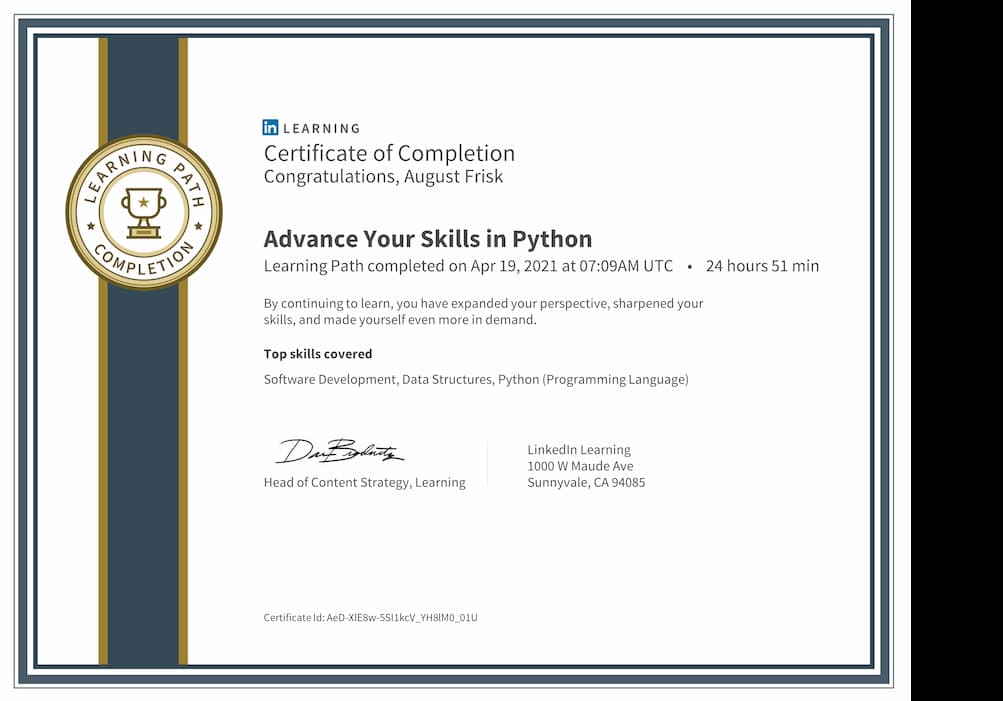 LEARNING PATH
COMPLETION
in LEARNING
Certificate of Completion
Congratulations, August Frisk
Advance Your Skills in Python
Learning Path completed on Apr 19, 2021 at 07:09AM UTC • 24 hours 51 min
By continuing to learn, you have expanded your perspective, sharpened your
skills, and made yourself even more in demand.
Top skills covered
Software Development, Data Structures, Python (Programming Language)
Head of Content Strategy, Learning
LinkedIn Learning
1000 W Maude Ave
Sunnyvale, CA 94085
Certificate Id: AeD-XlE8w-5SI1kcV_YH8lM0_01U